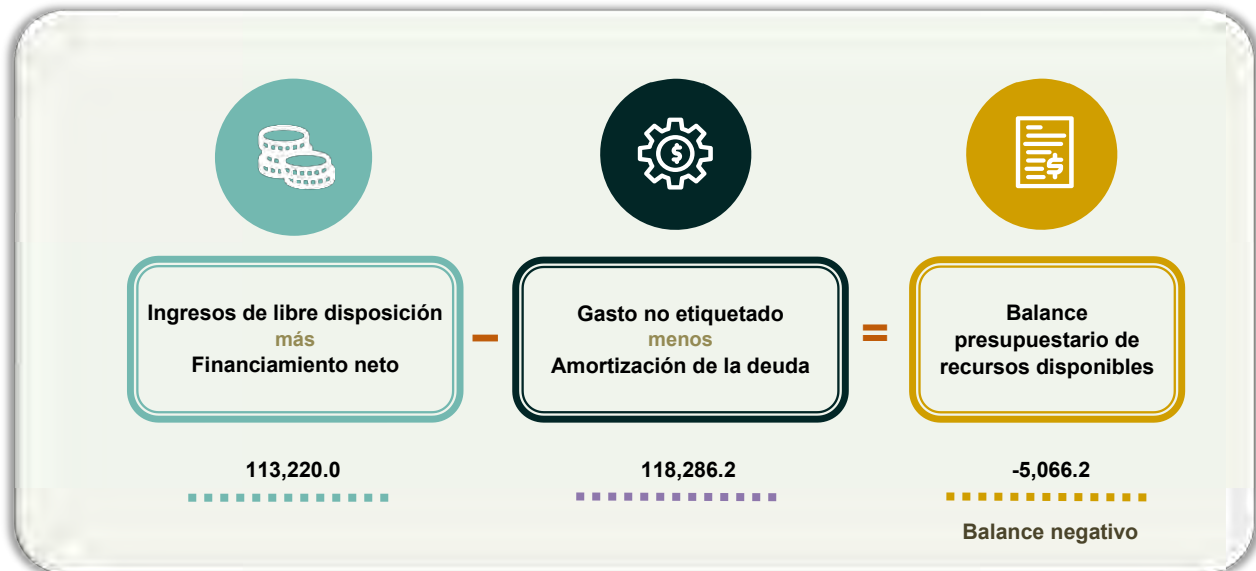 Ingresos de libre disposición
más
Financiamiento neto
–
Gasto no etiquetado
menos
Amortización de la deuda
=
Balance
presupuestario de
recursos disponibles
113,220.0
118,286.2
-5,066.2
Balance negativo